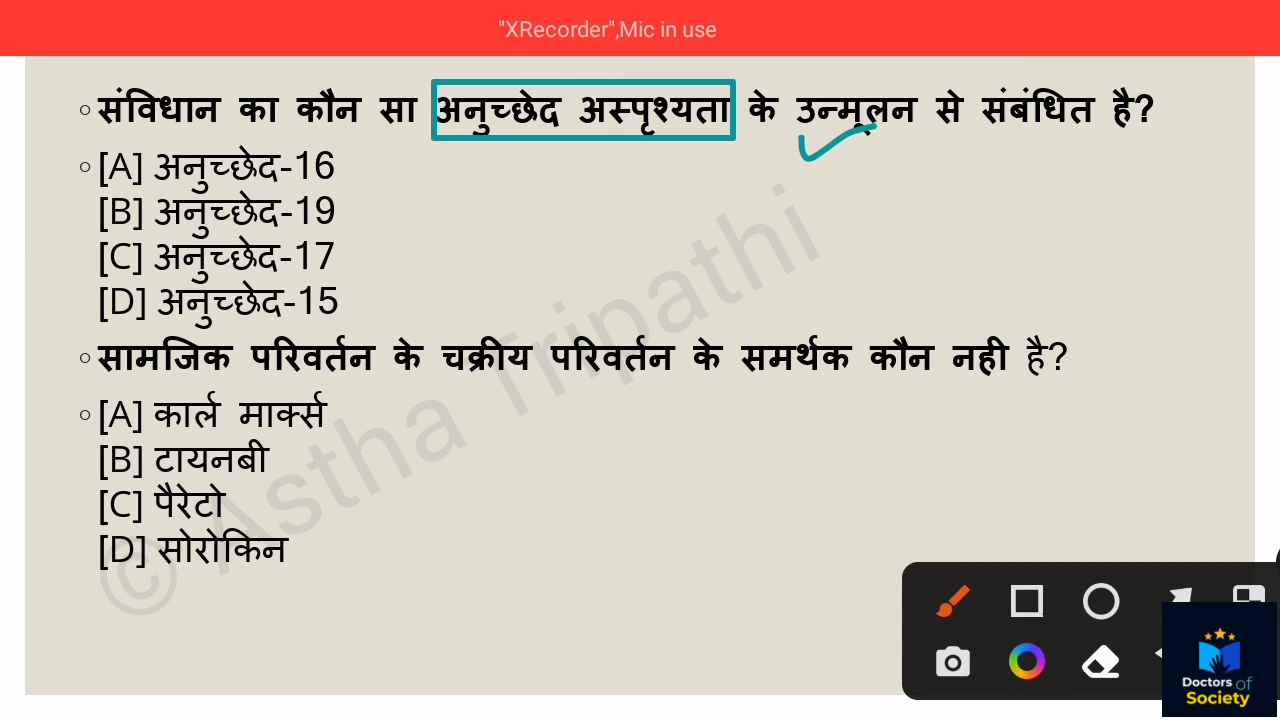 "XRecorder",Mic in use
◦ संविधान का कौन सा अनुच्छेद अस्पृश्यता के उन्मूलन से संबंधित है?
◦ [A] अनुच्छेद-16
[B] अनुच्छेद-19
[C] अनुच्छेद-17
[D] अनुच्छेद-15
◦ सामजिक परिवर्तन के चक्रीय परिवर्तन के समर्थक कौन नही है?
◦ [A] कार्ल मार्क्स
[B] टायनबी
[C] पैरेटो
[D] सोरोकिन
© Astha Tripathi
Doctors of
Society